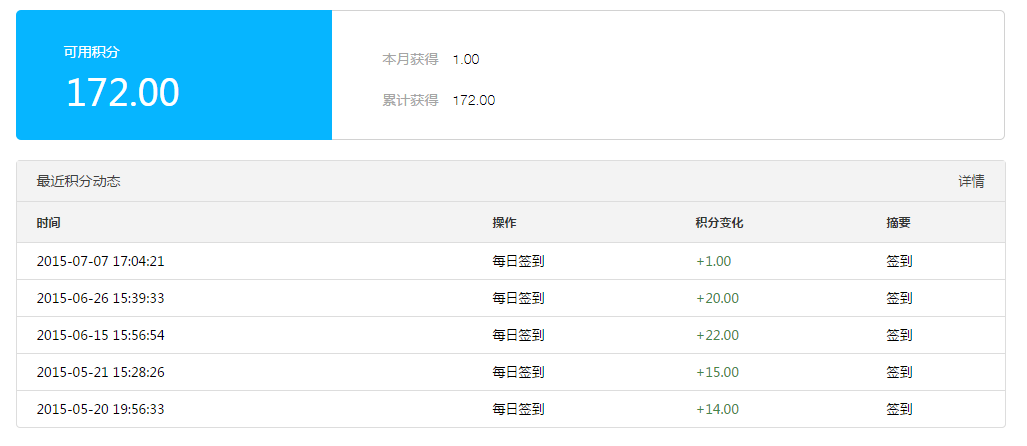 可用积分
172.00
本月获得 1.00
累计获得 172.00
最近积分动态 详情
时间 操作 积分变化 摘要
2015-07-07 17:04:21 每日签到 +1.00 签到
2015-06-26 15:39:33 每日签到 +20.00 签到
2015-06-15 15:56:54 每日签到 +22.00 签到
2015-05-21 15:28:26 每日签到 +15.00 签到
2015-05-20 19:56:33 每日签到 +14.00 签到